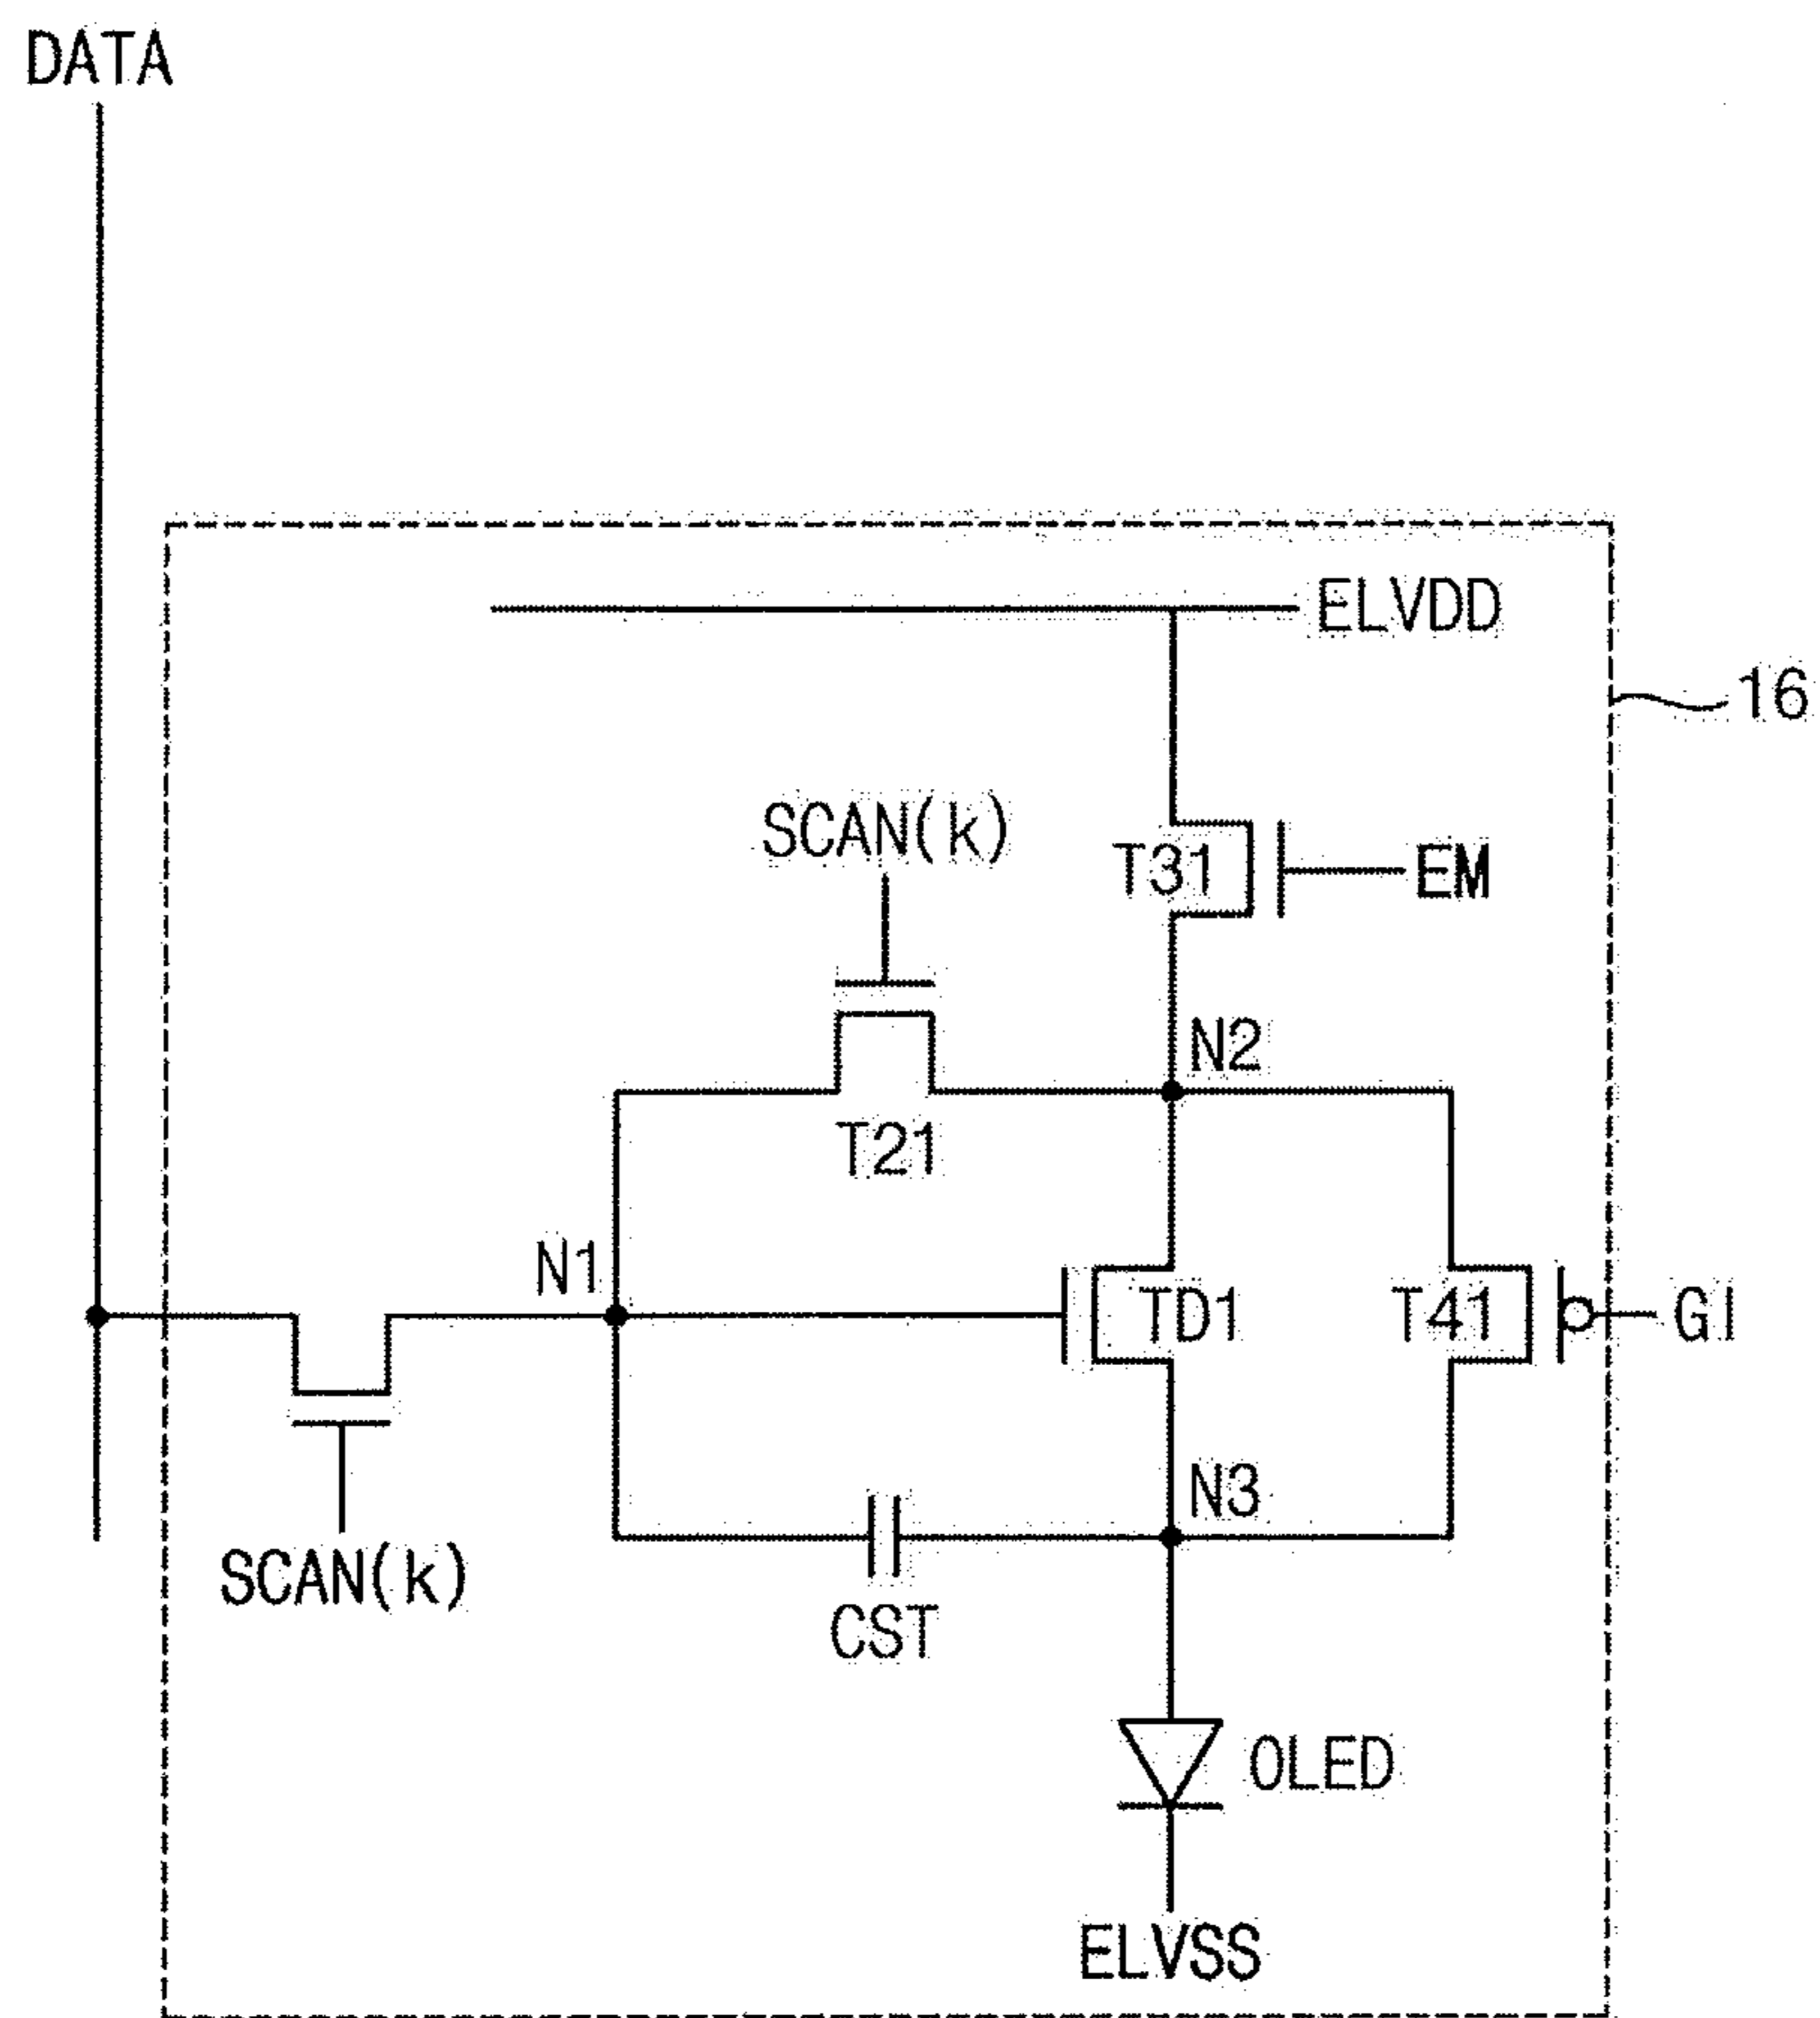 DATA
ELVDD
16
SCAN(k)
T31
EM
N2
T21
N1
TD1
T41
GI
N3
SCAN(k)
CST
OLED
ELVSS